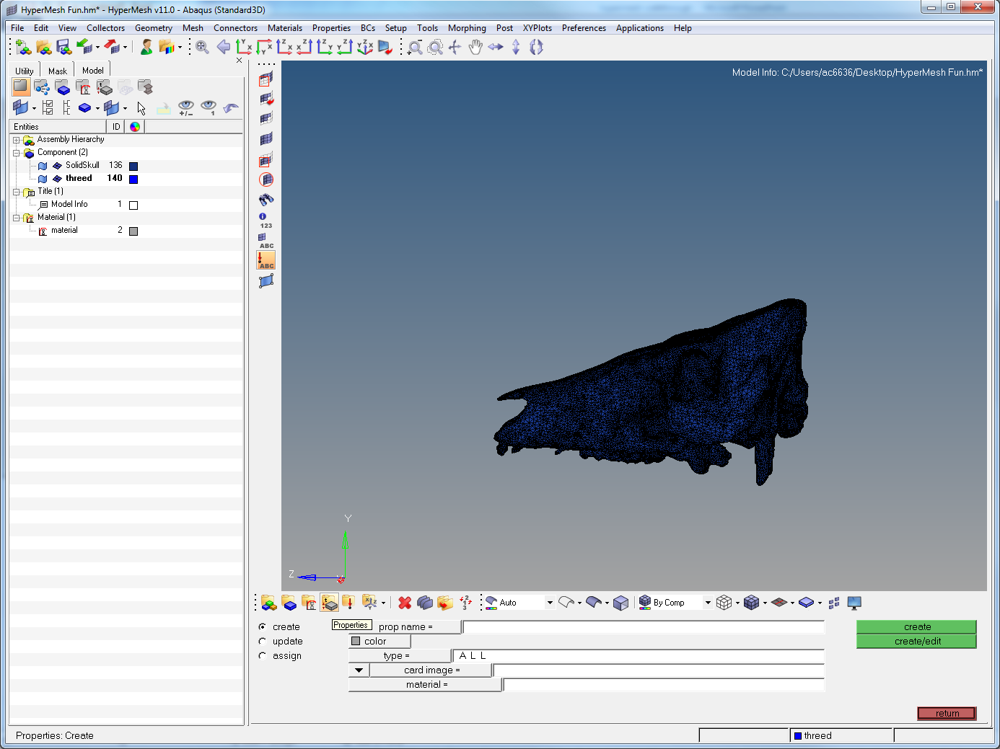 HyperMesh Fun.hm* - HyperMesh v11.0 - Abaqus (Standard3D)
File Edit View Collectors Geometry Mesh Connectors Materials Properties BCs Setup Tools Morphing Post XYPlots Preferences Applications Help
Utility Mask Model
Model Info: C:/Users/ac6636/Desktop/HyperMesh Fun.hm*
Entities ID
Assembly Hierarchy
Component (2)
SolidSkull 136
threed 140
Title (1)
Model Info 1
Material (1)
material 2
123
ABC
ABC
Y
Z
Auto
By Comp
create
Properties
prop name =
create
update
color
create/edit
assign
type =
A L L
card image =
material =
return
Properties: Create
threed